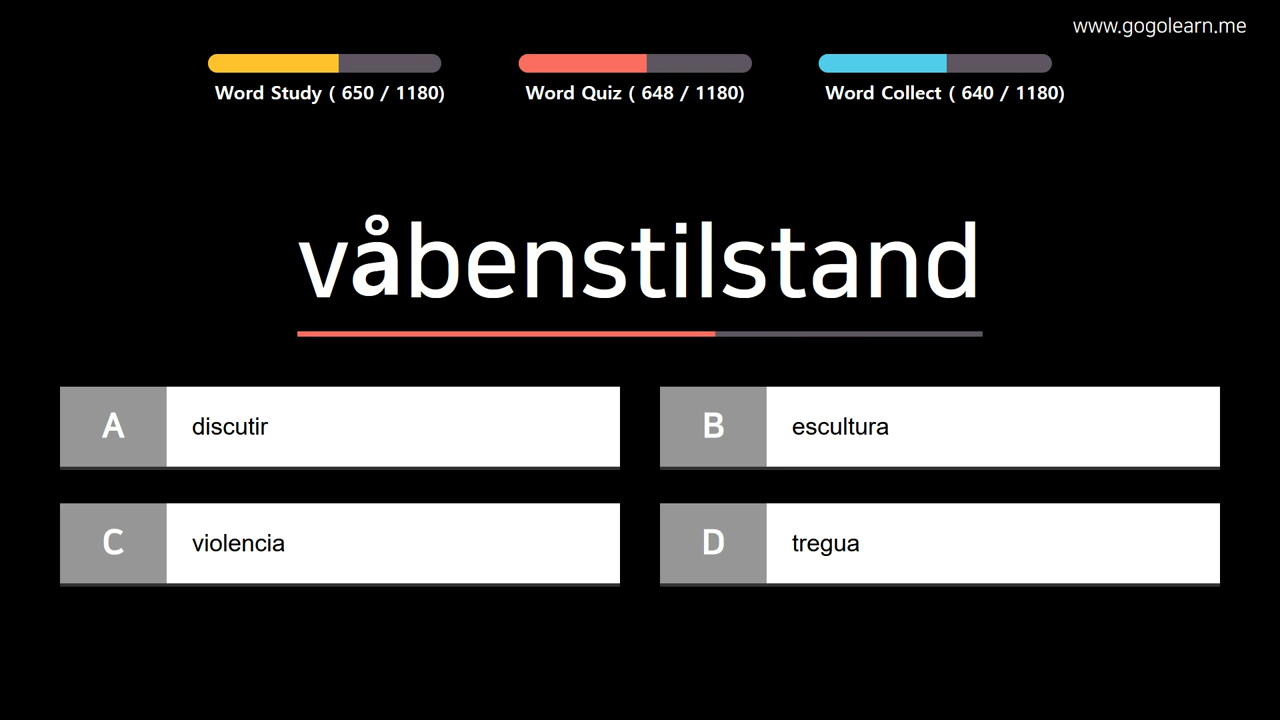 www.gogolearn.me
Word Study ( 650 / 1180)
Word Quiz ( 648 / 1180)
Word Collect ( 640 / 1180)
våbenstilstand
A
discutir
B
escultura
C
violencia
D
tregua